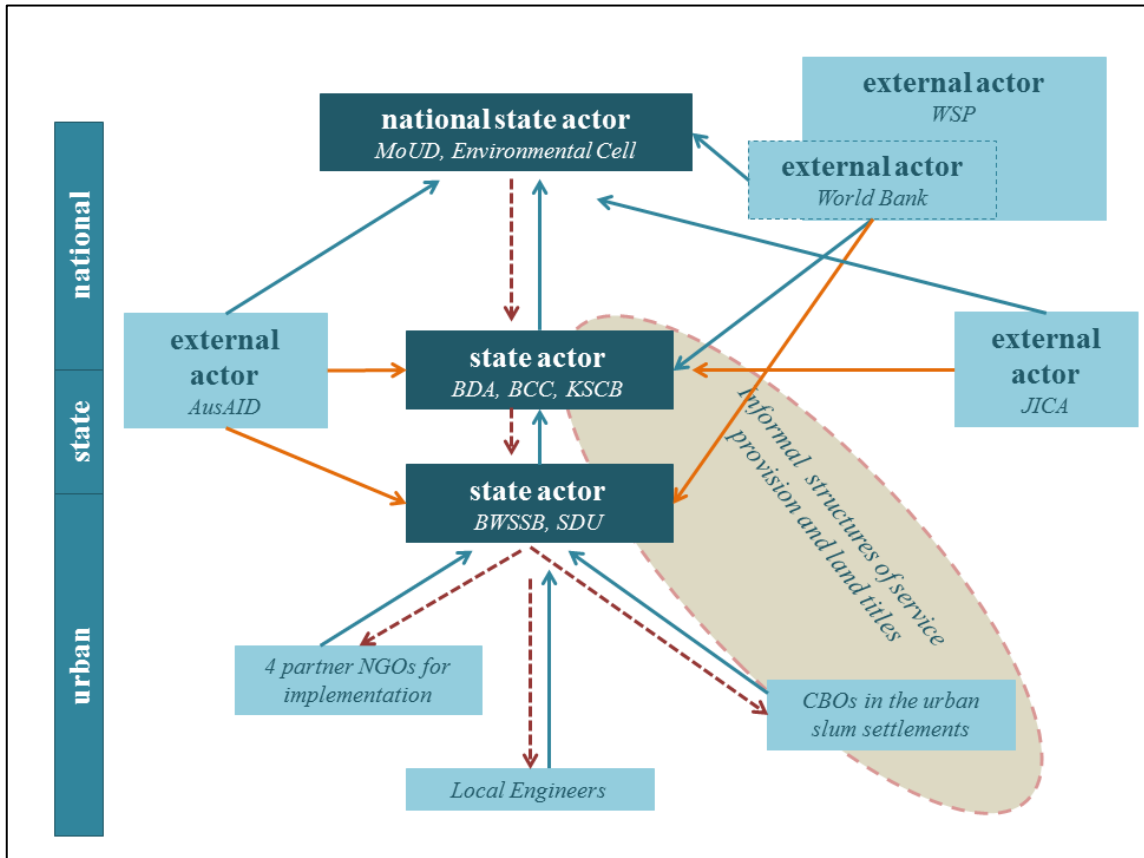 national
state
urban
national state actor
MoUD, Environmental Cell
external actor
WSP
external actor
World Bank
external
actor
AusAID
state actor
BDA, BCC, KSCB
external
actor
JICA
state actor
BWSSB, SDU
Informal structures of service
provision and land titles
4 partner NGOs for
implementation
CBOs in the urban
slum settlements
Local Engineers